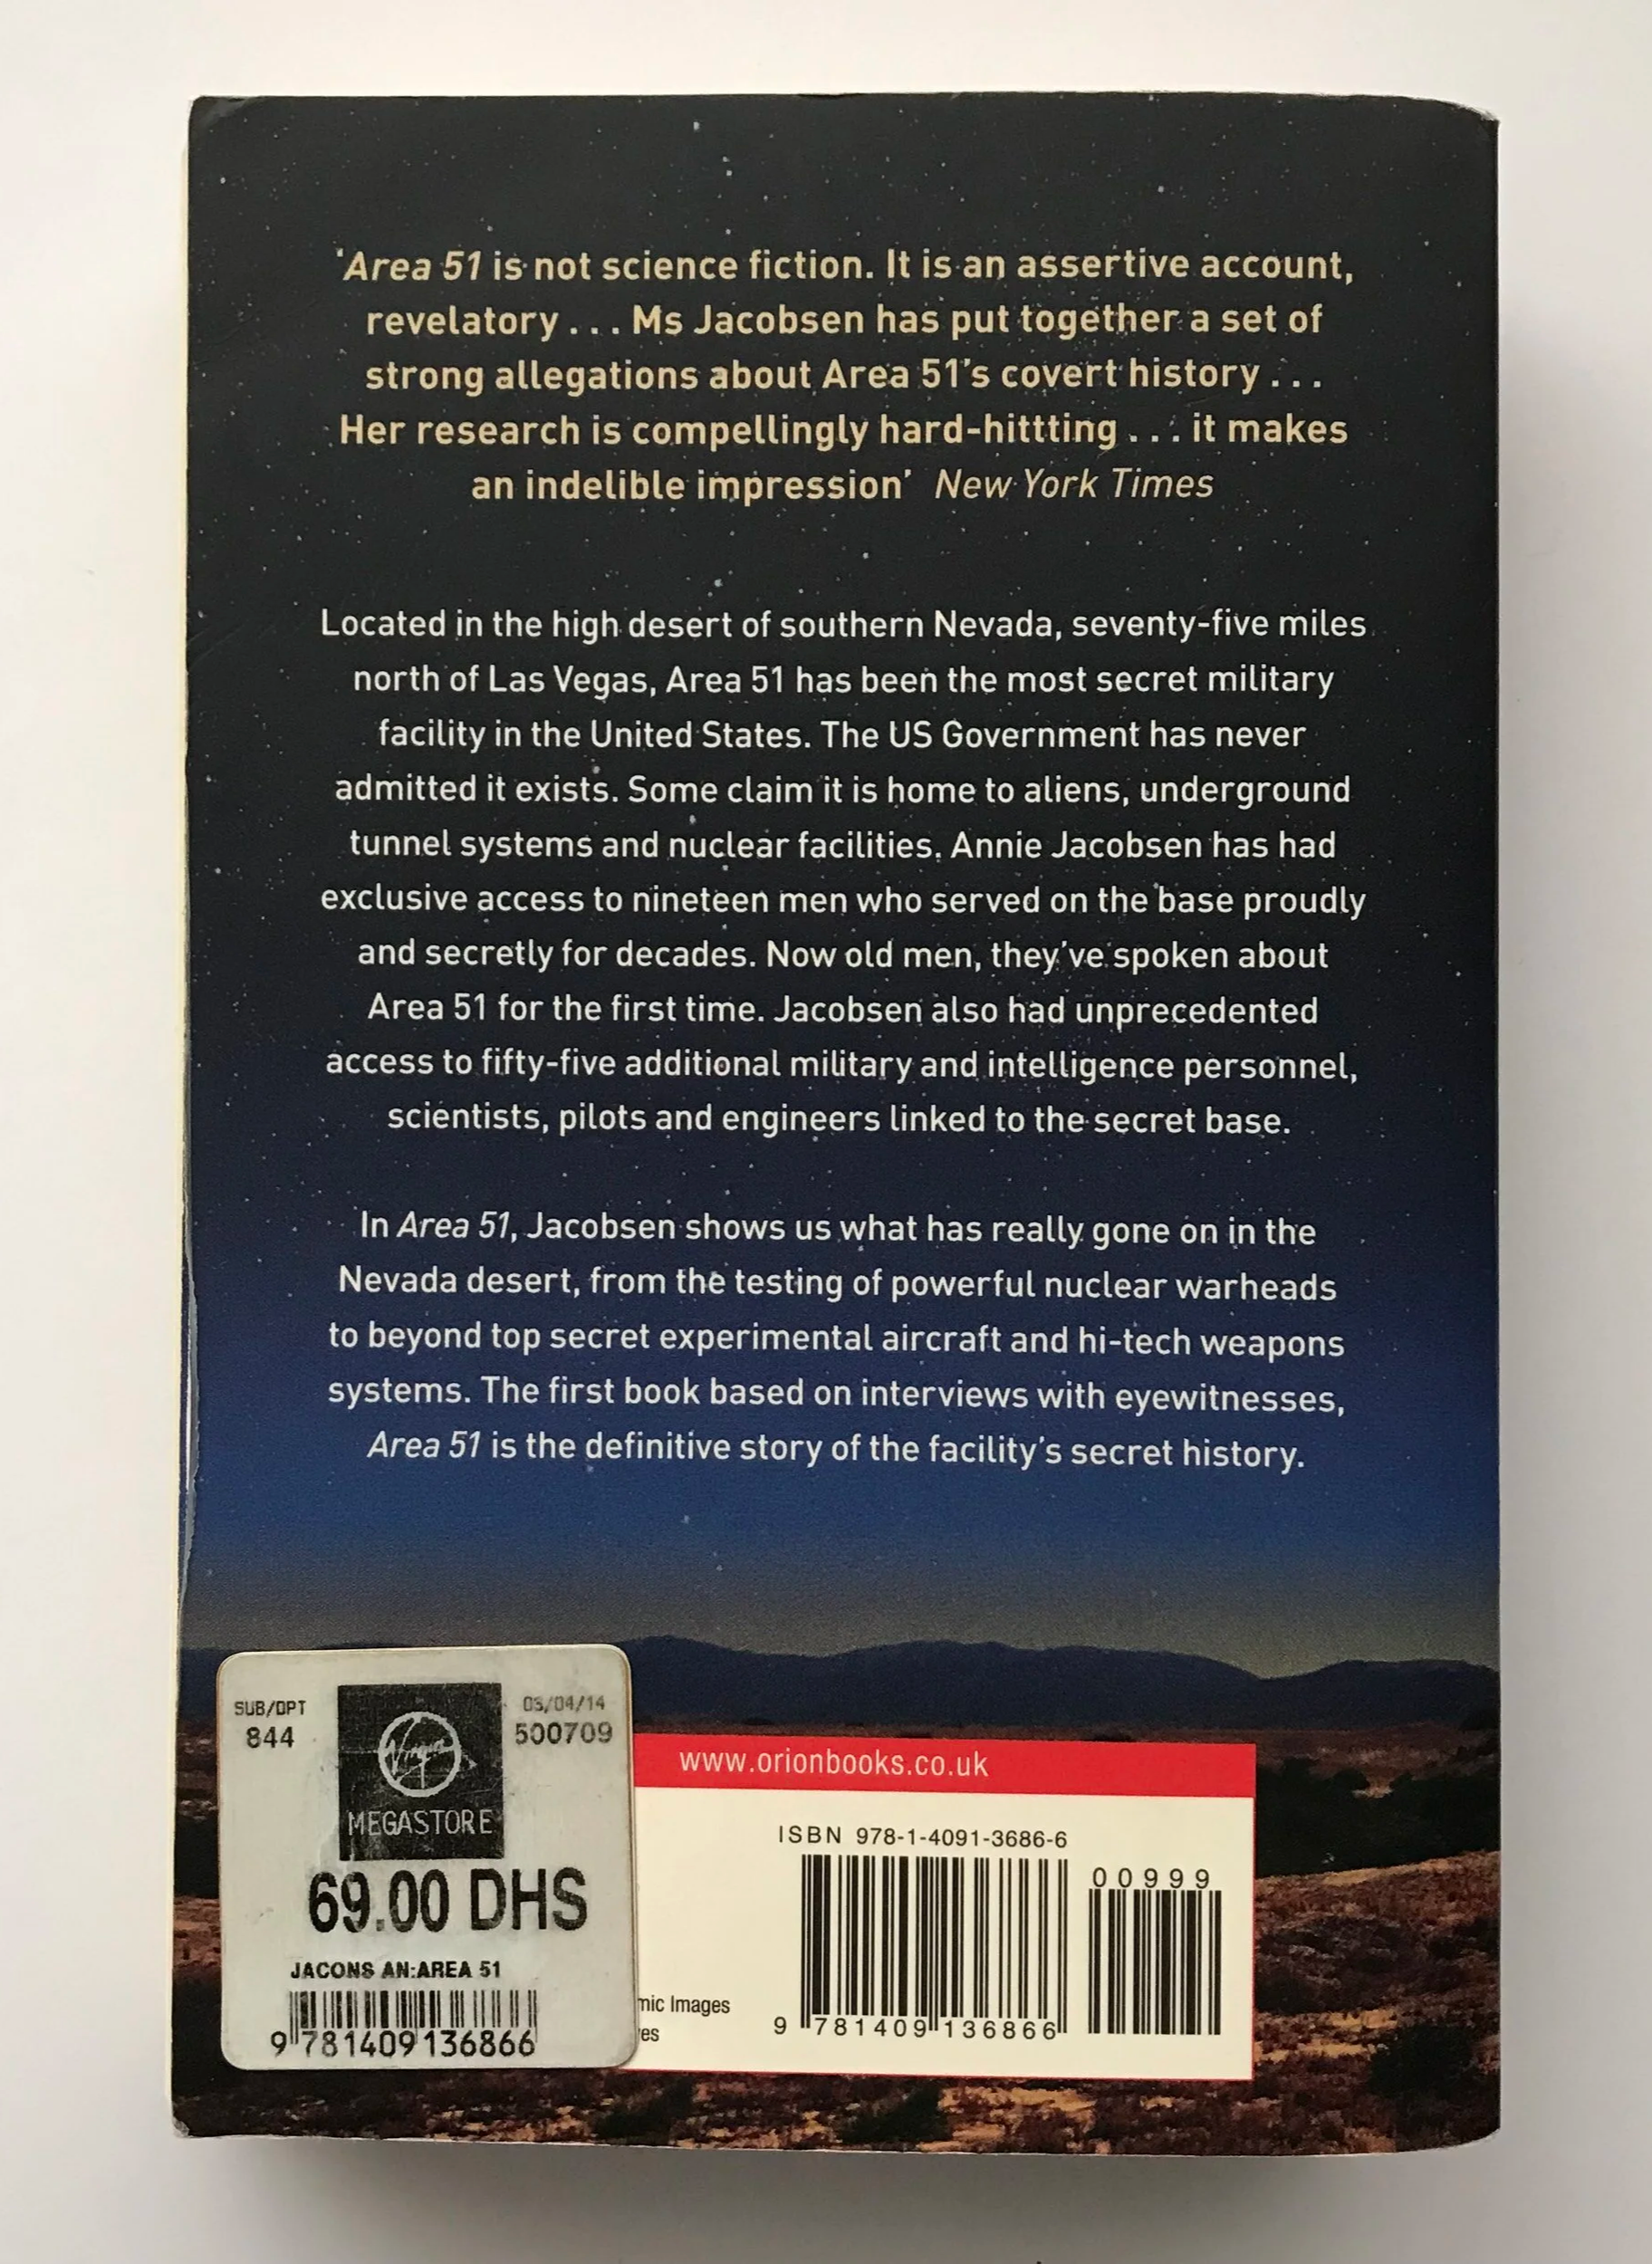 'Area 51 is not science fiction. It is an assertive account,
revelatory . . . Ms Jacobsen has put together a set of
strong allegations about Area 51's covert history . . .
Her research is compellingly hard-hittting . . . it makes
an indelible impression' New York Times
Located in the high desert of southern Nevada, seventy-five miles
north of Las Vegas, Area 51 has been the most secret military
facility in the United States. The US Government has never
admitted it exists. Some claim it is home to aliens, underground
tunnel systems and nuclear facilities. Annie Jacobsen has had
exclusive access to nineteen men who served on the base proudly
and secretly for decades. Now old men, they've spoken about
Area 51 for the first time. Jacobsen also had unprecedented
access to fifty-five additional military and intelligence personnel,
scientists, pilots and engineers linked to the secret base.
In Area 51, Jacobsen shows us what has really gone on in the
Nevada desert, from the testing of powerful nuclear warheads
to beyond top secret experimental aircraft and hi-tech weapons
systems. The first book based on interviews with eyewitnesses,
Area 51 is the definitive story of the facility's secret history.
SUB/DPT
844
Virgin
MEGASTORE
03/04/14
500709
69.00 DHS
JACONS AN:AREA 51
9 781409 136866
www.orionbooks.co.uk
ISBN 978-1-4091-3686-6
00999
9 781409 136866
Images